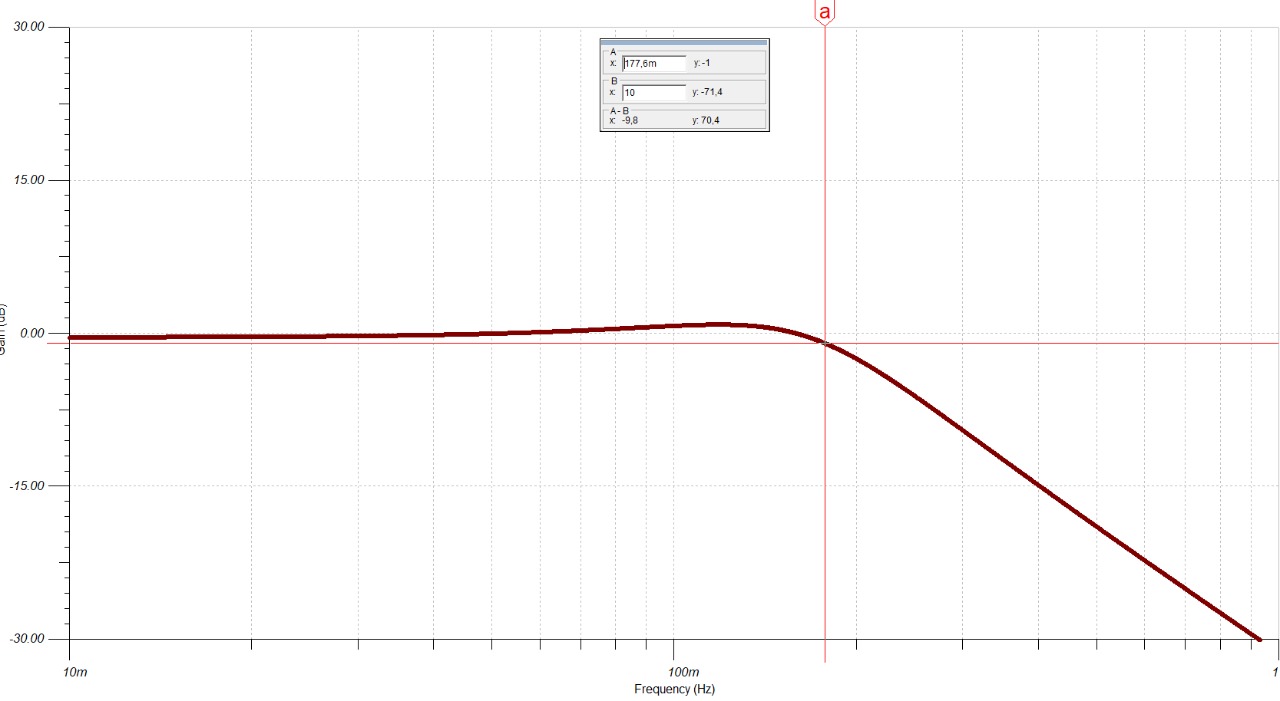 a
30.00
A
x: 177,6m y: -1
B
x: 10 y: -71,4
A - B
x: -9,8 y: 70,4
15.00
0.00
Gain (dB)
-15.00
-30.00
10m 100m 1
Frequency (Hz)